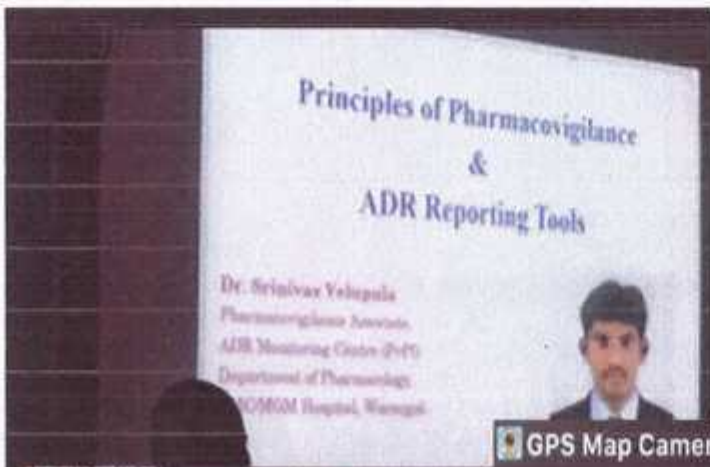 Principles of Pharmacovigilance
&
ADR Reporting Tools
Dr. Srinivas Velupula
Pharmacovigilance Associate,
ADR Monitoring Centre (PvPI)
Department of Pharmacology
Hospital, Warangal.
GPS Map Camer